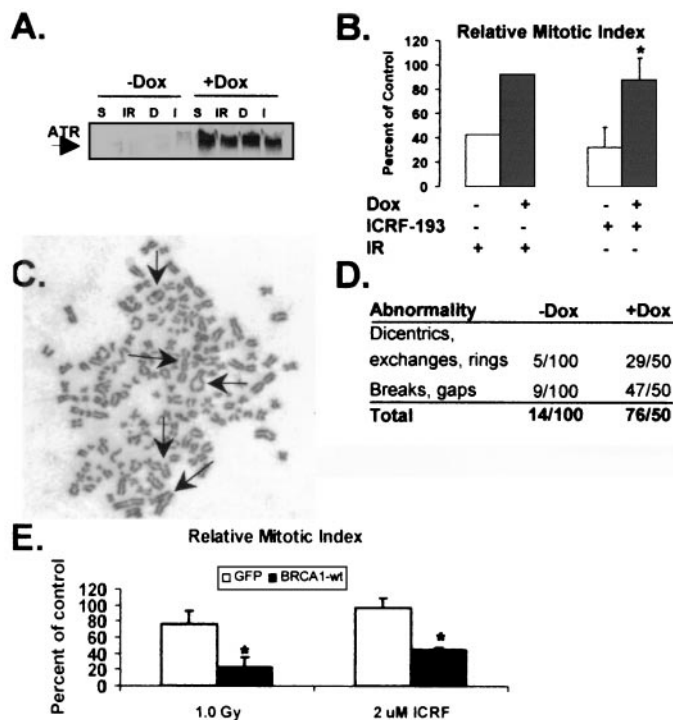 A.
-Dox +Dox
S IR D I S IR D I
ATR
B.
Relative Mitotic Index
Percent of Control
120
100
80
60
40
20
0
*
Dox - + - +
ICRF-193 - - + +
IR + + - -
C.
D.
Abnormality -Dox +Dox
Dicentrics,
exchanges, rings 5/100 29/50
Breaks, gaps 9/100 47/50
Total 14/100 76/50
E.
Relative Mitotic Index
GFP BRCA1-wt
Percent of control
120
100
80
60
40
20
0
* *
1.0 Gy 2 uM ICRF